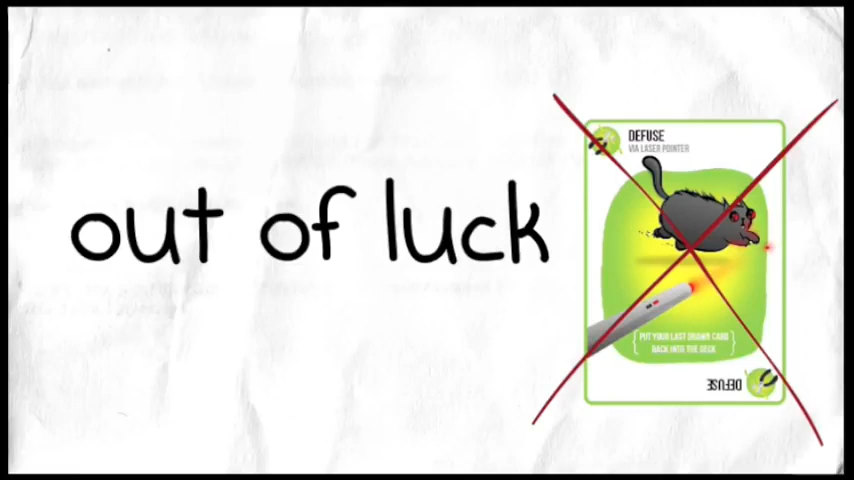 out of luck
DEFUSE
VIA LASER POINTER
PUT YOUR LAST DRAWN CARD
BACK INTO THE DECK
DEFUSE